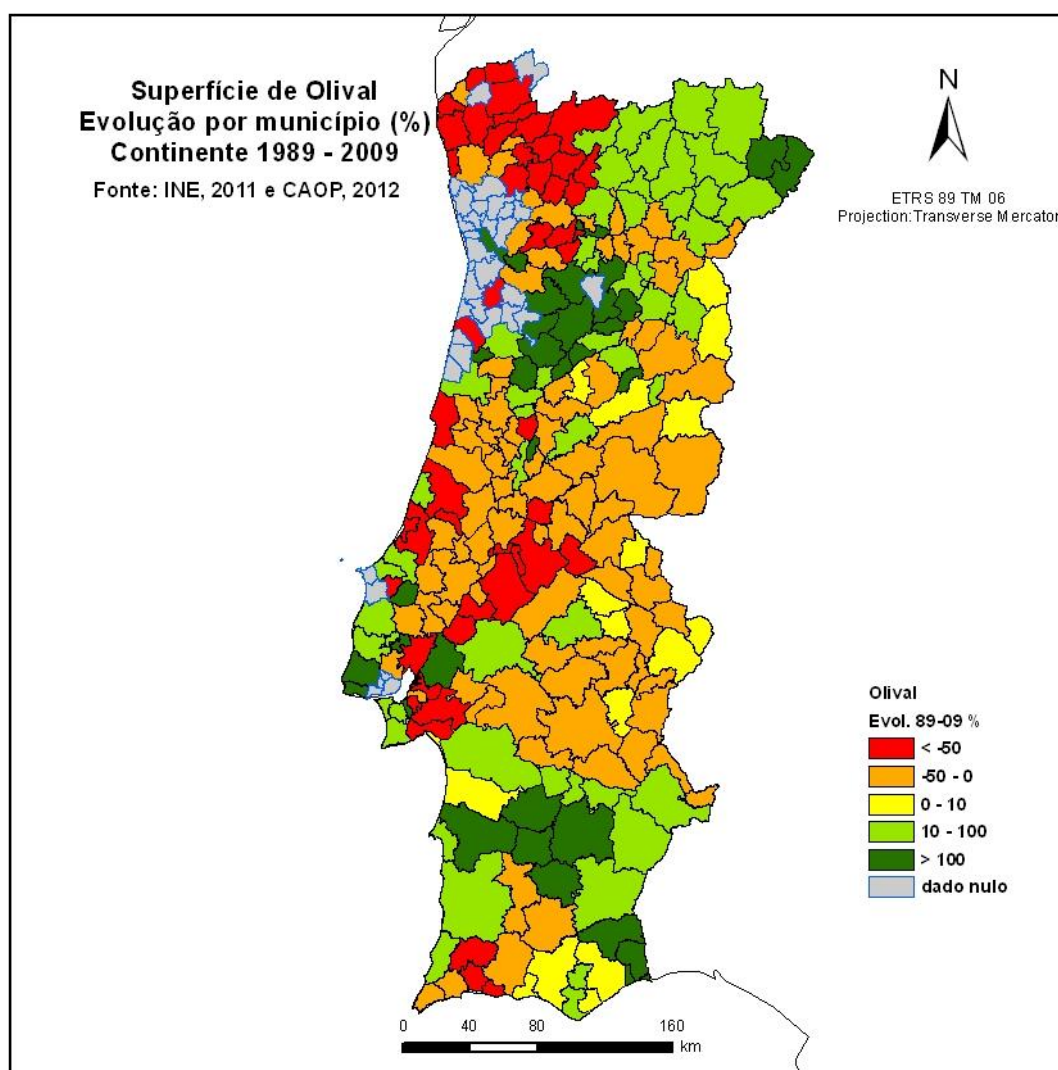 Superfície de Olival
Evolução por município (%)
Continente 1989 - 2009
Fonte: INE, 2011 e CAOP, 2012
N
ETRS 89 TM 06
Projection:Transverse Mercator
Olival
Evol. 89-09 %
< -50
-50 - 0
0 - 10
10 - 100
> 100
dado nulo
0 40 80 160
km